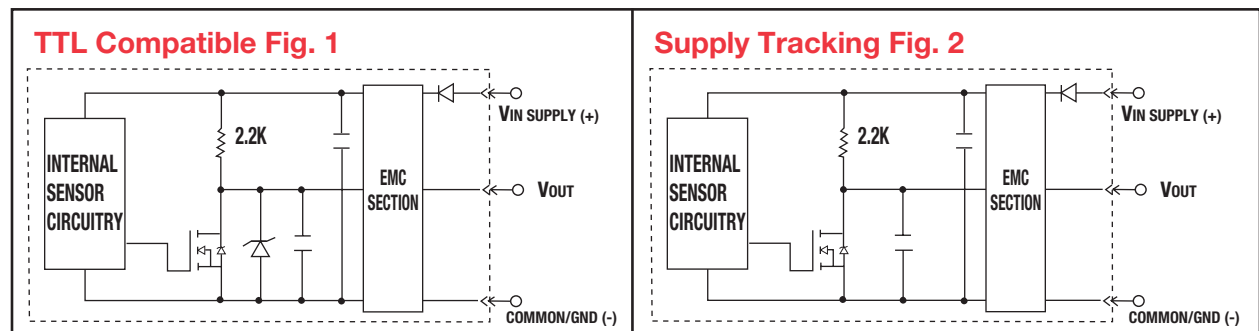 TTL Compatible Fig. 1
VIN SUPPLY (+)
2.2K
INTERNAL
SENSOR
CIRCUITRY
EMC
SECTION
VOUT
COMMON/GND (-)
Supply Tracking Fig. 2
VIN SUPPLY (+)
2.2K
INTERNAL
SENSOR
CIRCUITRY
EMC
SECTION
VOUT
COMMON/GND (-)